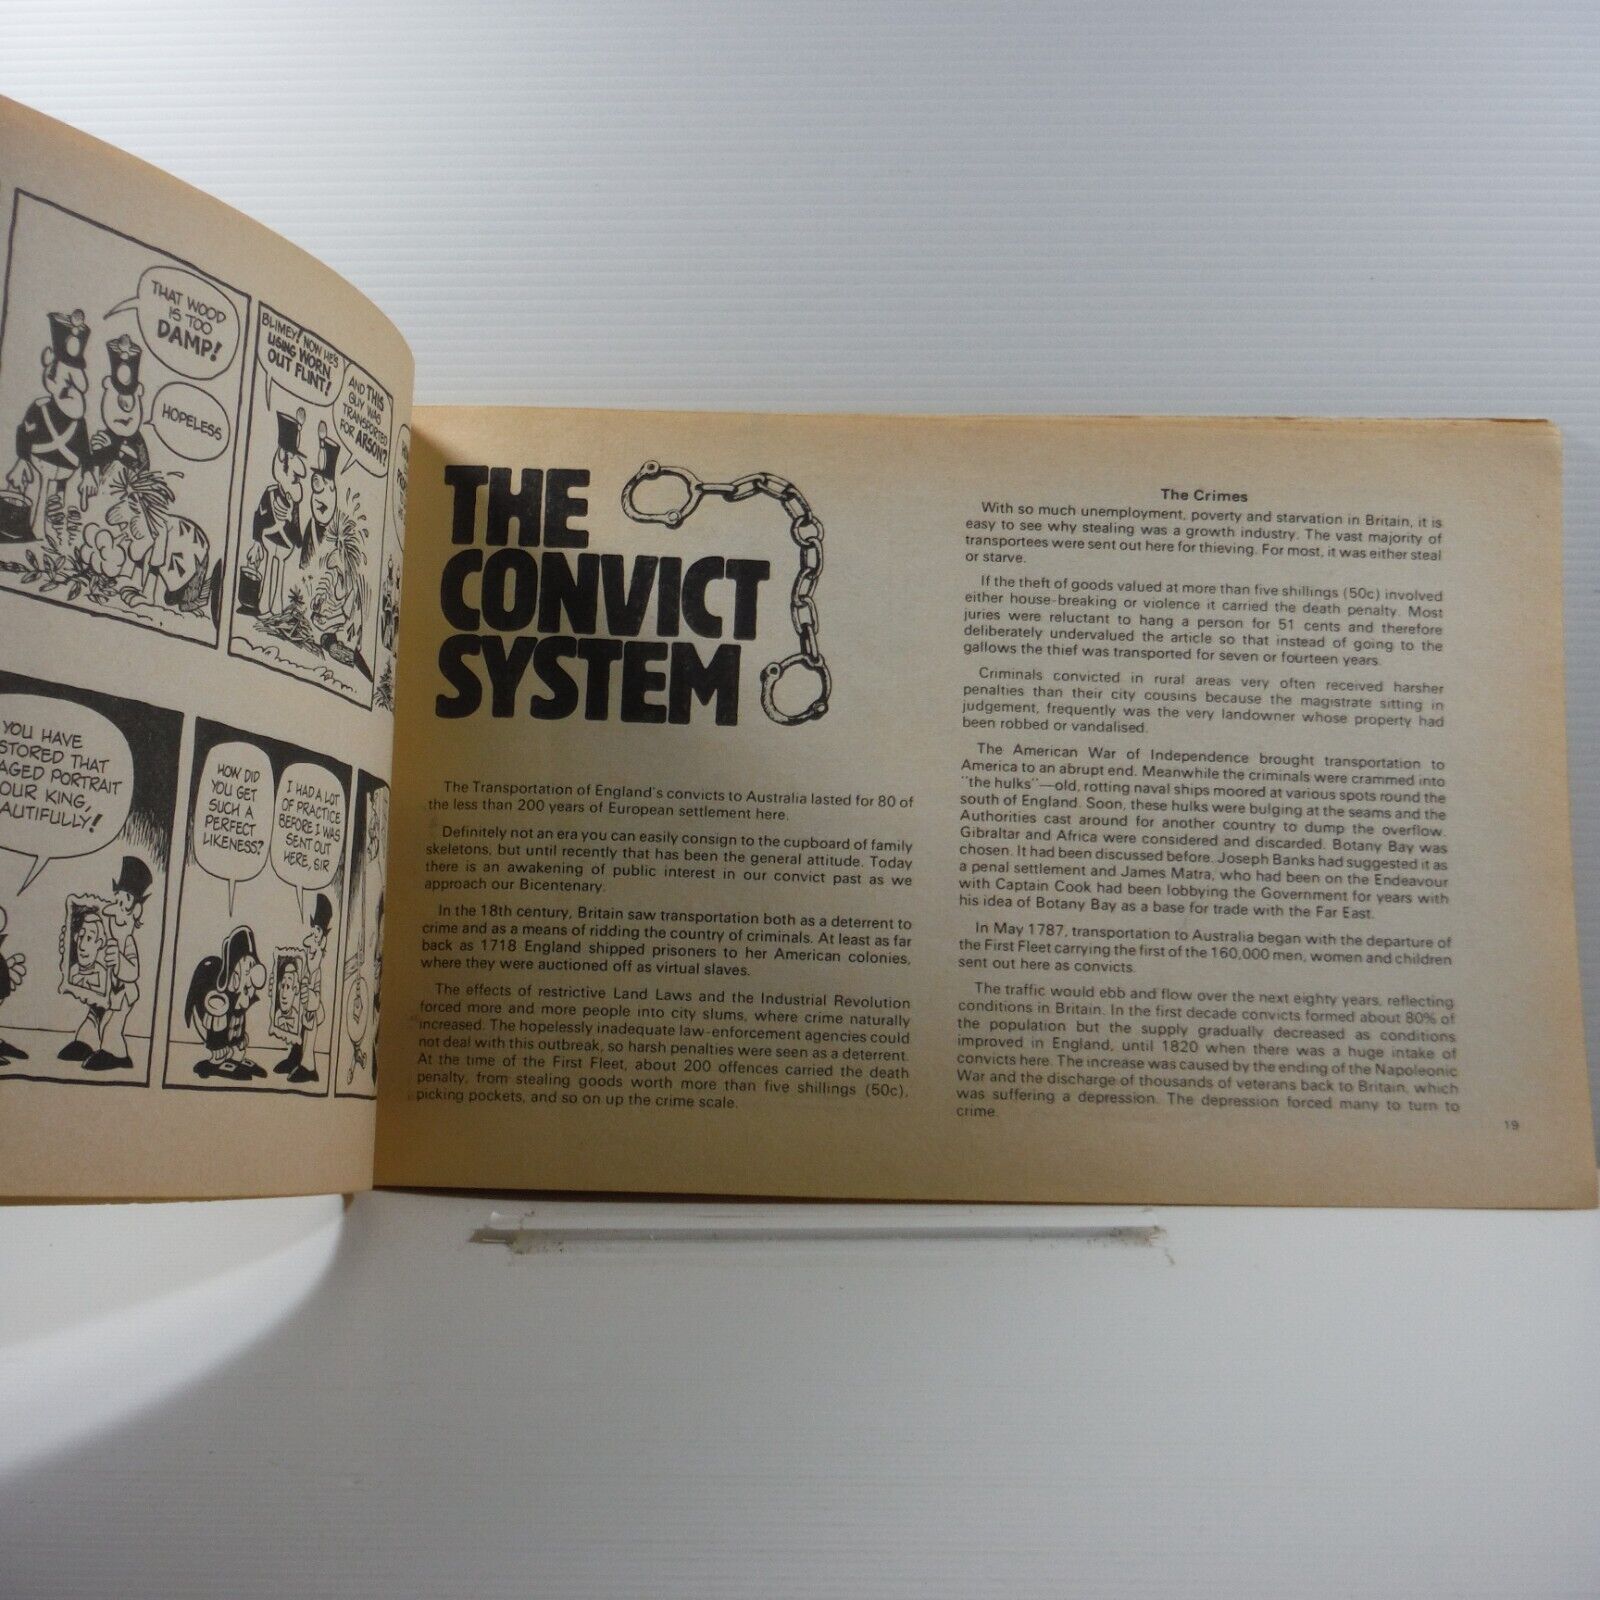 THAT WOOD
IS TOO
DAMP!
HOPELESS
BLIMEY! NOW HE'S
USING WORN
OUT FLINT!
AND THIS
GUY WAS
TRANSPORTED
FOR ARSON?
YOU HAVE
STORED THAT
AGED PORTRAIT
OUR KING,
AUTIFULLY!
HOW DID
YOU GET
SUCH A
PERFECT
LIKENESS?
I HAD A LOT
OF PRACTICE
BEFORE I WAS
SENT OUT
HERE, SIR
THE
CONVICT
SYSTEM
The Transportation of England's convicts to Australia lasted for 80 of
the less than 200 years of European settlement here.
Definitely not an era you can easily consign to the cupboard of family
skeletons, but until recently that has been the general attitude. Today
there is an awakening of public interest in our convict past as we
approach our Bicentenary.
In the 18th century, Britain saw transportation both as a deterrent to
crime and as a means of ridding the country of criminals. At least as far
back as 1718 England shipped prisoners to her American colonies,
where they were auctioned off as virtual slaves.
The effects of restrictive Land Laws and the Industrial Revolution
forced more and more people into city slums, where crime naturally
increased. The hopelessly inadequate law-enforcement agencies could
not deal with this outbreak, so harsh penalties were seen as a deterrent.
At the time of the First Fleet, about 200 offences carried the death
penalty, from stealing goods worth more than five shillings (50c),
picking pockets, and so on up the crime scale.
The Crimes
With so much unemployment, poverty and starvation in Britain, it is
easy to see why stealing was a growth industry. The vast majority of
transportees were sent out here for thieving. For most, it was either steal
or starve.
If the theft of goods valued at more than five shillings (50c) involved
either house-breaking or violence it carried the death penalty. Most
juries were reluctant to hang a person for 51 cents and therefore
deliberately undervalued the article so that instead of going to the
gallows the thief was transported for seven or fourteen years.
Criminals convicted in rural areas very often received harsher
penalties than their city cousins because the magistrate sitting in
judgement, frequently was the very landowner whose property had
been robbed or vandalised.
The American War of Independence brought transportation to
America to an abrupt end. Meanwhile the criminals were crammed into
"the hulks"—old, rotting naval ships moored at various spots round the
south of England. Soon, these hulks were bulging at the seams and the
Authorities cast around for another country to dump the overflow.
Gibraltar and Africa were considered and discarded. Botany Bay was
chosen. It had been discussed before. Joseph Banks had suggested it as
a penal settlement and James Matra, who had been on the Endeavour
with Captain Cook had been lobbying the Government for years with
his idea of Botany Bay as a base for trade with the Far East.
In May 1787, transportation to Australia began with the departure of
the First Fleet carrying the first of the 160,000 men, women and children
sent out here as convicts.
The traffic would ebb and flow over the next eighty years, reflecting
conditions in Britain. In the first decade convicts formed about 80% of
the population but the supply gradually decreased as conditions
improved in England, until 1820 when there was a huge intake of
convicts here. The increase was caused by the ending of the Napoleonic
War and the discharge of thousands of veterans back to Britain, which
was suffering a depression. The depression forced many to turn to
crime.
19